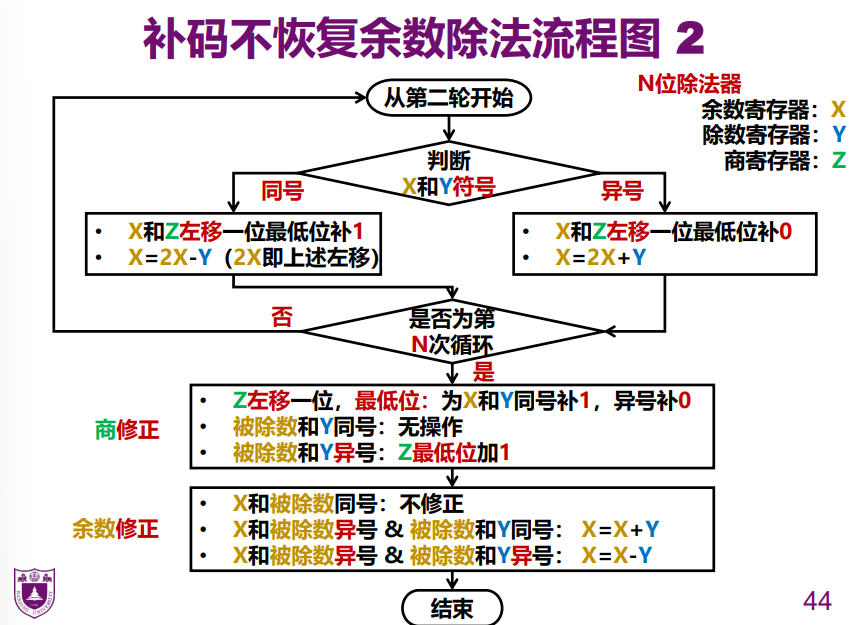 补码不恢复余数除法流程图 2
从第二轮开始
N位除法器
余数寄存器：X
除数寄存器：Y
商寄存器：Z
判断
X和Y符号
同号
异号
• X和Z左移一位最低位补1
• X=2X-Y（2X即上述左移)
• X和Z左移一位最低位补0
• X=2X+Y
否
是否为第
N次循环
是
商修正
• Z左移一位，最低位：为X和Y同号补1，异号补0
• 被除数和Y同号：无操作
• 被除数和Y异号：Z最低位加1
余数修正
• X和被除数同号：不修正
• X和被除数异号 & 被除数和Y同号： X=X+Y
• X和被除数异号 & 被除数和Y异号： X=X-Y
结束
44